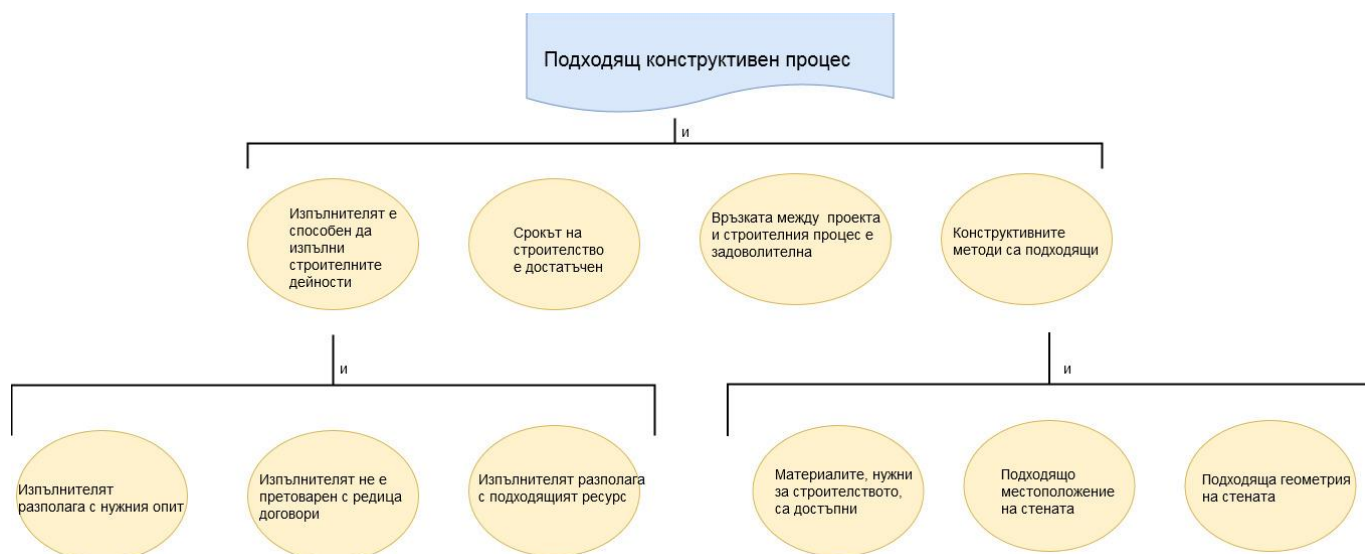 Подходящ конструктивен процес
и
Изпълнителят е
способен да
изпълни
строителните
дейности
Срокът на
строителство
е достатъчен
Връзката между проекта
и строителния процес е
задоволителна
Конструктивните
методи са подходящи
и
и
Изпълнителят
разполага с нужния опит
Изпълнителят не е
претоварен с редица
договори
Изпълнителят разполага
с подходящият ресурс
Материалите, нужни
за строителството,
са достъпни
Подходящо
местоположение
на стената
Подходяща геометрия
на стената